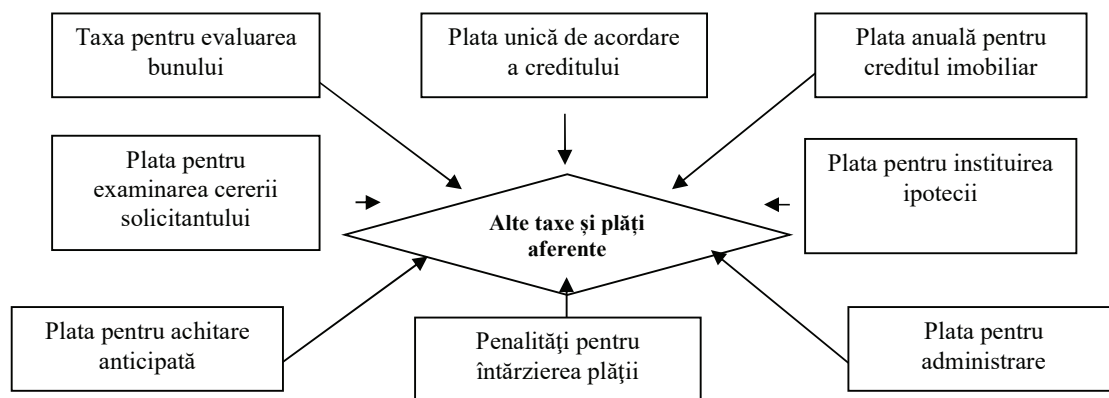 Taxa pentru evaluarea
bunului
Plata unică de acordare
a creditului
Plata anuală pentru
creditul imobiliar
Plata pentru
examinarea cererii
solicitantului
Alte taxe și plăți
aferente
Plata pentru instituirea
ipotecii
Plata pentru achitare
anticipată
Penalităţi pentru
întârzierea plăţii
Plata pentru
administrare